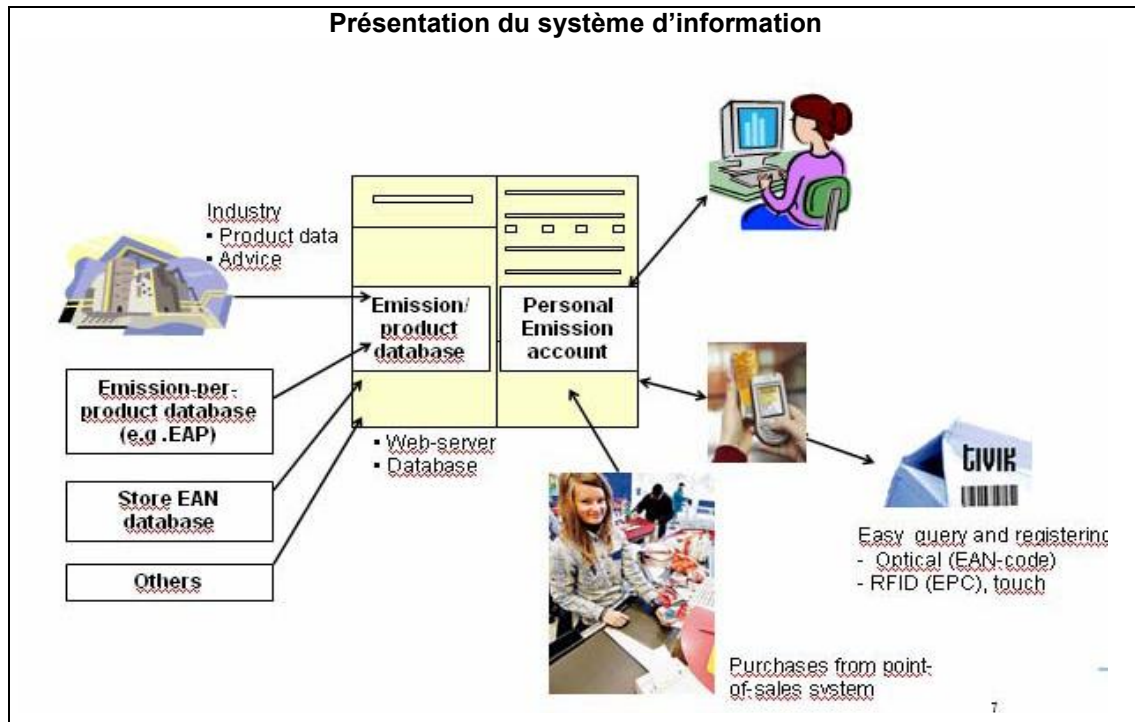 Présentation du système d’information
Industry
▪ Product data
▪ Advice
Emission/
product
database
Personal
Emission
account
Emission-per-
product database
(e.g .EAP)
▪ Web-server
▪ Database
Store EAN
database
Others
tivik
Easy query and registering
- Optical (EAN-code)
- RFID (EPC), touch
Purchases from point-
of-sales system
7